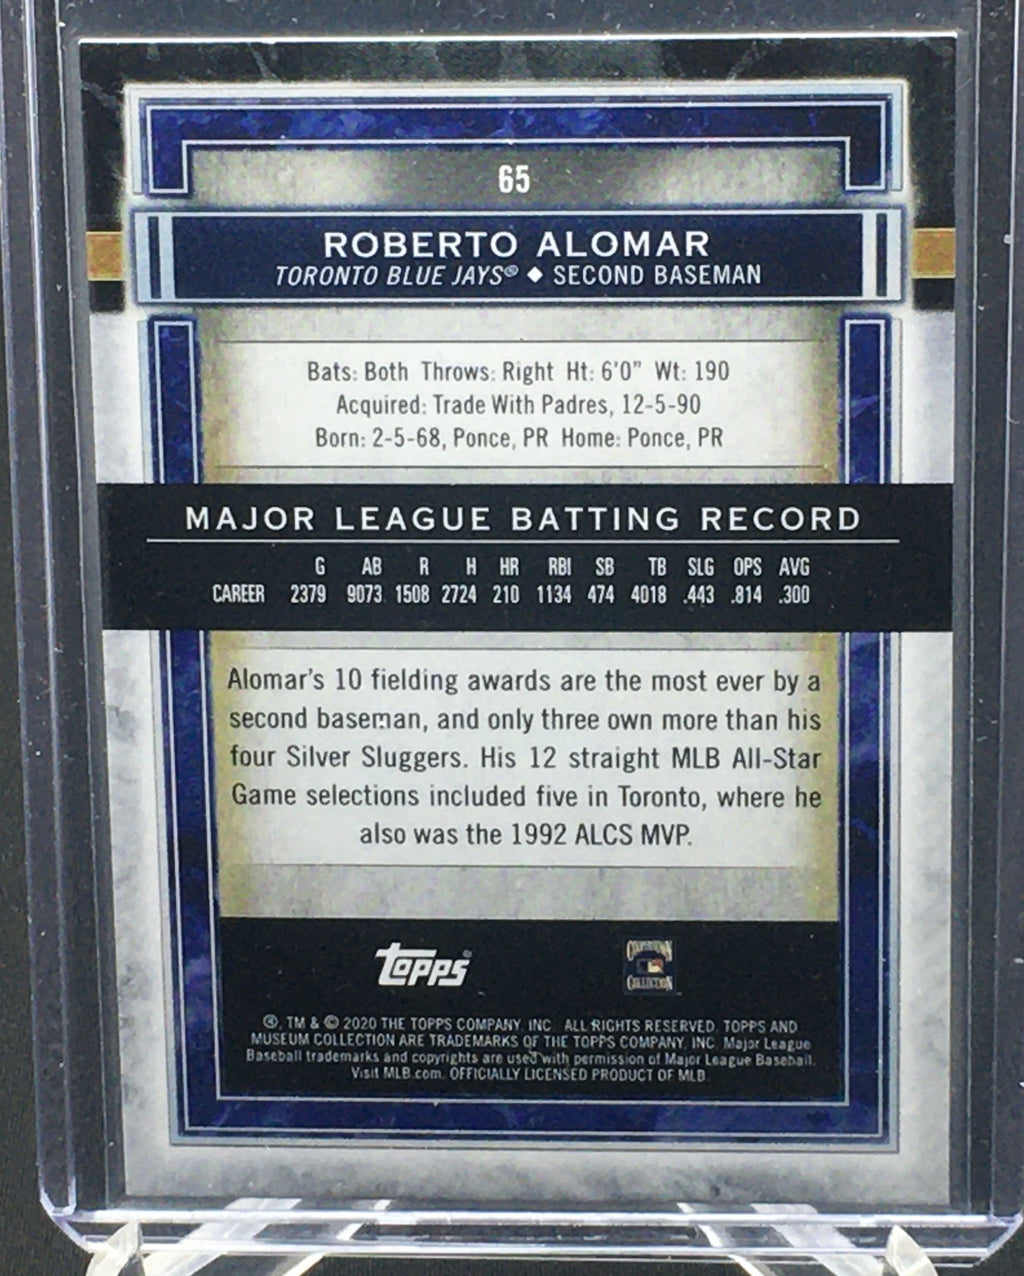 65
ROBERTO ALOMAR
TORONTO BLUE JAYS® ◆ SECOND BASEMAN
Bats: Both Throws: Right Ht: 6'0" Wt: 190
Acquired: Trade With Padres, 12-5-90
Born: 2-5-68, Ponce, PR Home: Ponce, PR
MAJOR LEAGUE BATTING RECORD
G AB R H HR RBI SB TB SLG OPS AVG
CAREER 2379 9073 1508 2724 210 1134 474 4018 .443 .814 .300
Alomar's 10 fielding awards are the most ever by a
second baseman, and only three own more than his
four Silver Sluggers. His 12 straight MLB All-Star
Game selections included five in Toronto, where he
also was the 1992 ALCS MVP.
topps®
COOPERSTOWN
COLLECTION
®, TM & © 2020 THE TOPPS COMPANY, INC. ALL RIGHTS RESERVED. TOPPS AND
MUSEUM COLLECTION ARE TRADEMARKS OF THE TOPPS COMPANY, INC. Major League
Baseball trademarks and copyrights are used with permission of Major League Baseball.
Visit MLB.com. OFFICIALLY LICENSED PRODUCT OF MLB.